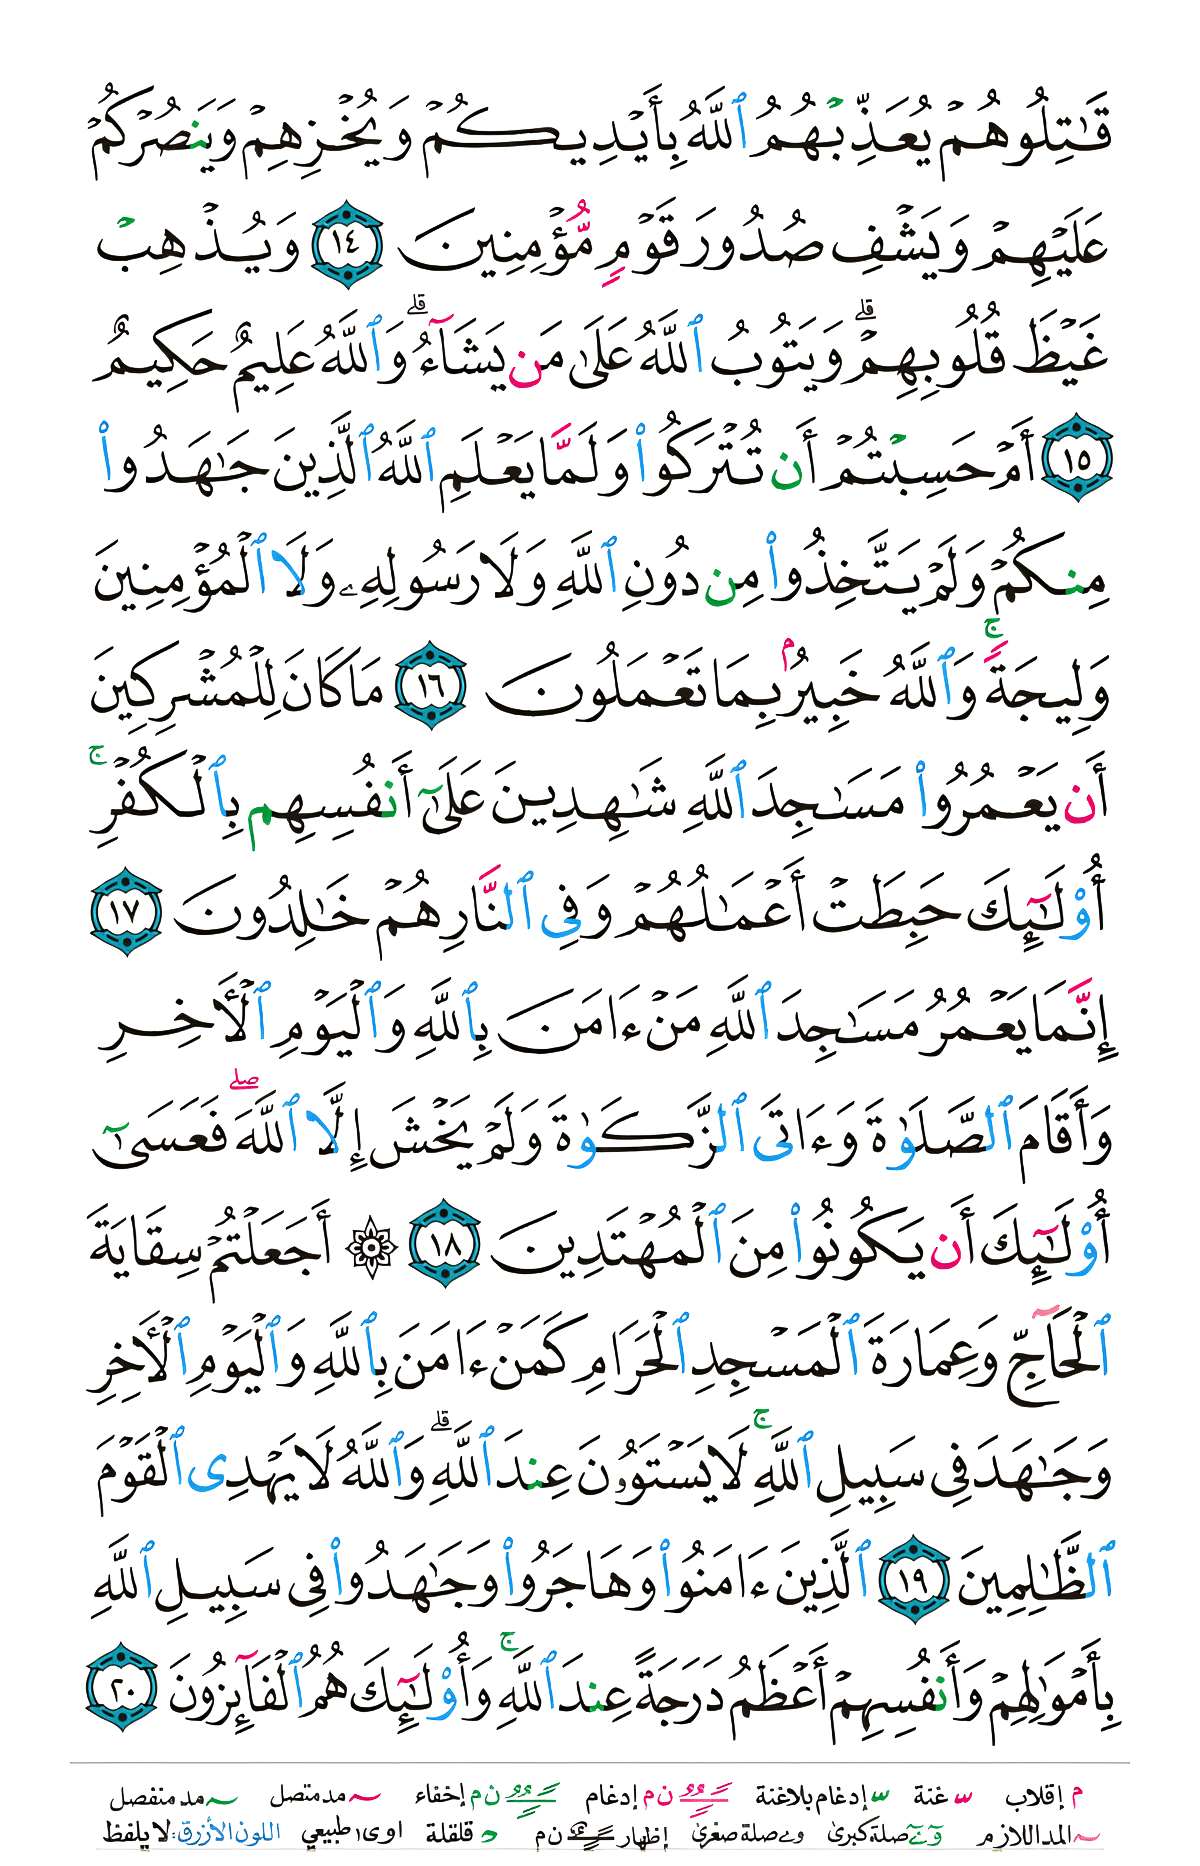 قَٰتِلُوهُمۡ يُعَذِّبۡهُمُ ٱللَّهُ بِأَيۡدِيكُمۡ وَيُخۡزِهِمۡ وَيَنصُرۡكُمۡ
عَلَيۡهِمۡ وَيَشۡفِ صُدُورَ قَوۡمٖ مُّؤۡمِنِينَ ١٤ وَيُذۡهِبۡ
غَيۡظَ قُلُوبِهِمۡۗ وَيَتُوبُ ٱللَّهُ عَلَىٰ مَن يَشَآءُۗ وَٱللَّهُ عَلِيمٌ حَكِيمٌ
١٥ أَمۡ حَسِبۡتُمۡ أَن تُتۡرَكُواْ وَلَمَّا يَعۡلَمِ ٱللَّهُ ٱلَّذِينَ جَٰهَدُواْ
مِنكُمۡ وَلَمۡ يَتَّخِذُواْ مِن دُونِ ٱللَّهِ وَلَا رَسُولِهِۦ وَلَا ٱلۡمُؤۡمِنِينَ
وَلِيجَةٗۚ وَٱللَّهُ خَبِيرُۢ بِمَا تَعۡمَلُونَ ١٦ مَا كَانَ لِلۡمُشۡرِكِينَ
أَن يَعۡمُرُواْ مَسَٰجِدَ ٱللَّهِ شَٰهِدِينَ عَلَىٰٓ أَنفُسِهِم بِٱلۡكُفۡرِۚ
أُوْلَٰٓئِكَ حَبِطَتۡ أَعۡمَٰلُهُمۡ وَفِي ٱلنَّارِ هُمۡ خَٰلِدُونَ ١٧
إِنَّمَا يَعۡمُرُ مَسَٰجِدَ ٱللَّهِ مَنۡ ءَامَنَ بِٱللَّهِ وَٱلۡيَوۡمِ ٱلۡأٓخِرِ
وَأَقَامَ ٱلصَّلَوٰةَ وَءَاتَى ٱلزَّكَوٰةَ وَلَمۡ يَخۡشَ إِلَّا ٱللَّهَۖ فَعَسَىٰٓ
أُوْلَٰٓئِكَ أَن يَكُونُواْ مِنَ ٱلۡمُهۡتَدِينَ ١٨ ۞ أَجَعَلۡتُمۡ سِقَايَةَ
ٱلۡحَآجِّ وَعِمَارَةَ ٱلۡمَسۡجِدِ ٱلۡحَرَامِ كَمَنۡ ءَامَنَ بِٱللَّهِ وَٱلۡيَوۡمِ ٱلۡأٓخِرِ
وَجَٰهَدَ فِي سَبِيلِ ٱللَّهِۚ لَا يَسۡتَوُۥنَ عِندَ ٱللَّهِۗ وَٱللَّهُ لَا يَهۡدِي ٱلۡقَوۡمَ
ٱلظَّٰلِمِينَ ١٩ ٱلَّذِينَ ءَامَنُواْ وَهَاجَرُواْ وَجَٰهَدُواْ فِي سَبِيلِ ٱللَّهِ
بِأَمۡوَٰلِهِمۡ وَأَنفُسِهِمۡ أَعۡظَمُ دَرَجَةً عِندَ ٱللَّهِۚ وَأُوْلَٰٓئِكَ هُمُ ٱلۡفَآئِزُونَ ٢٠
م إقلاب غنة إدغام بلاغنة ن م إدغام ن م إخفاء مد متصل مد منفصل
المد اللازم صلة كبرى و ے صلة صغرى إظهار ن م قلقلة اوى طبيعي اللون الأزرق: لا يلفظ